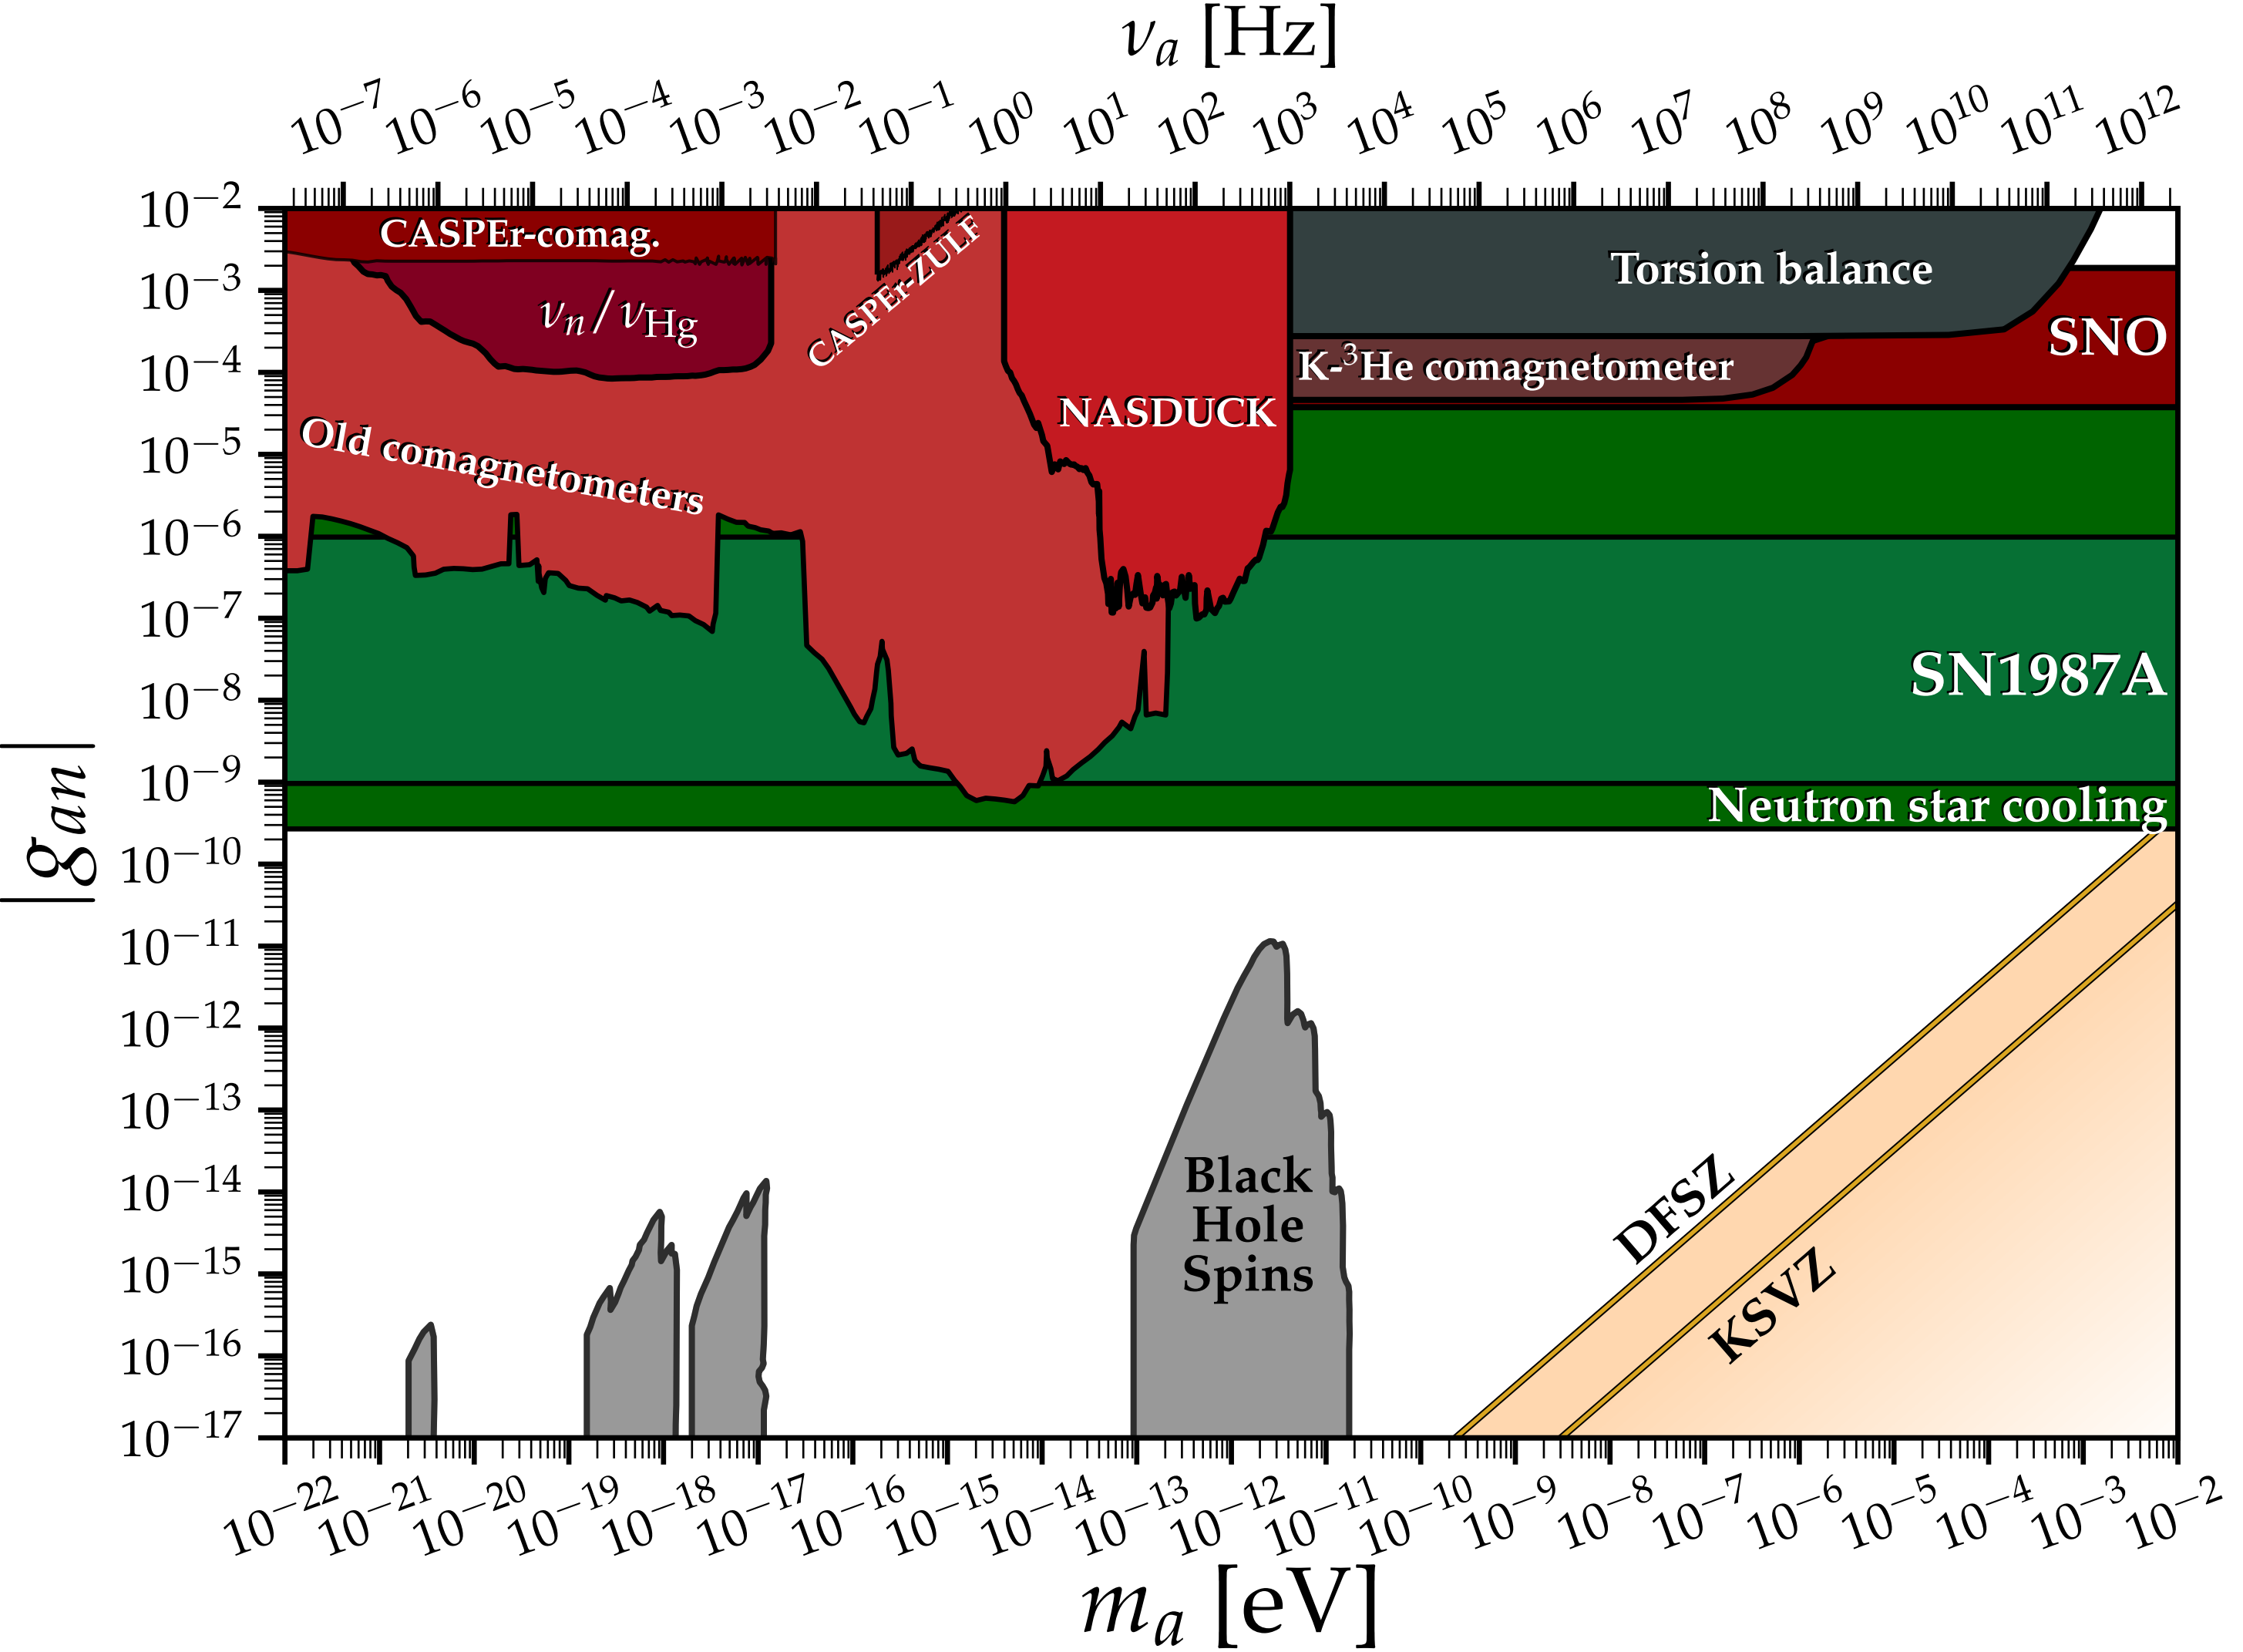 ν_a [Hz]
10^−7 10^−6 10^−5 10^−4 10^−3 10^−2 10^−1 10^0 10^1 10^2 10^3 10^4 10^5 10^6 10^7 10^8 10^9 10^10 10^11 10^12
10^−2
10^−3
10^−4
10^−5
10^−6
10^−7
10^−8
10^−9
10^−10
10^−11
10^−12
10^−13
10^−14
10^−15
10^−16
10^−17
|g_an|
CASPEr-comag.
ν_n/ν_Hg
CASPEr-ZULF
Torsion balance
SNO
K-³He comagnetometer
NASDUCK
Old comagnetometers
SN1987A
Neutron star cooling
Black
Hole
Spins
DFSZ
KSVZ
10^−22 10^−21 10^−20 10^−19 10^−18 10^−17 10^−16 10^−15 10^−14 10^−13 10^−12 10^−11 10^−10 10^−9 10^−8 10^−7 10^−6 10^−5 10^−4 10^−3 10^−2
m_a [eV]